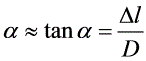 α ≈ tan α = Δl / D